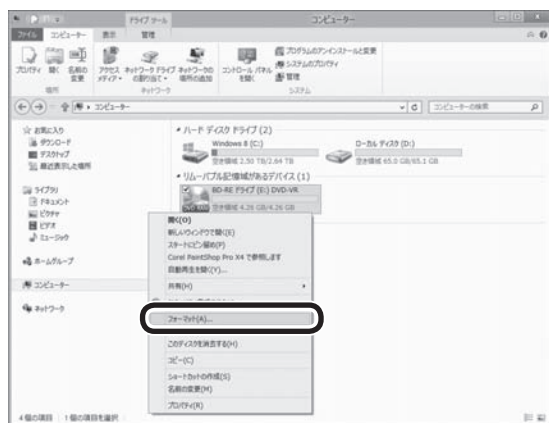 ドライブ ツール
コンピューター
ファイル コンピューター 表示 管理
プロパティ 開く 名前の変更
アクセス メディア・ ネットワーク ドライブの割り当て・ ネットワークの場所の追加
コントロール パネルを開く
プログラムのアンインストールと変更
システムのプロパティ
管理
場所 ネットワーク システム
コンピューター
コンピューターの検索
お気に入り
ダウンロード
デスクトップ
最近表示した場所
ライブラリ
ドキュメント
ピクチャ
ビデオ
ミュージック
ホームグループ
コンピューター
ネットワーク
ハード ディスク ドライブ (2)
Windows 8 (C:)
空き領域 2.50 TB/2.64 TB
ローカル ディスク (D:)
空き領域 65.0 GB/65.1 GB
リムーバブル記憶域があるデバイス (1)
BD-RE ドライブ (E:) DVD-VR
空き領域 4.26 GB/4.26 GB
開く(O)
新しいウィンドウで開く(E)
スタートにピン留め(P)
Corel PaintShop Pro X4 で参照します
自動再生を開く(Y)...
共有(H)
フォーマット(A)...
このディスクを消去する(H)
コピー(C)
ショートカットの作成(S)
名前の変更(M)
プロパティ(R)
4 個の項目 1 個の項目を選択